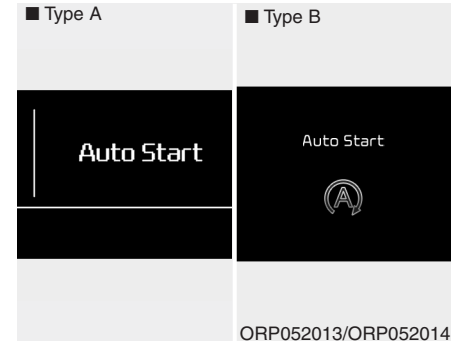 ■ Type A
■ Type B
Auto Start
Auto Start
A
ORP052013/ORP052014